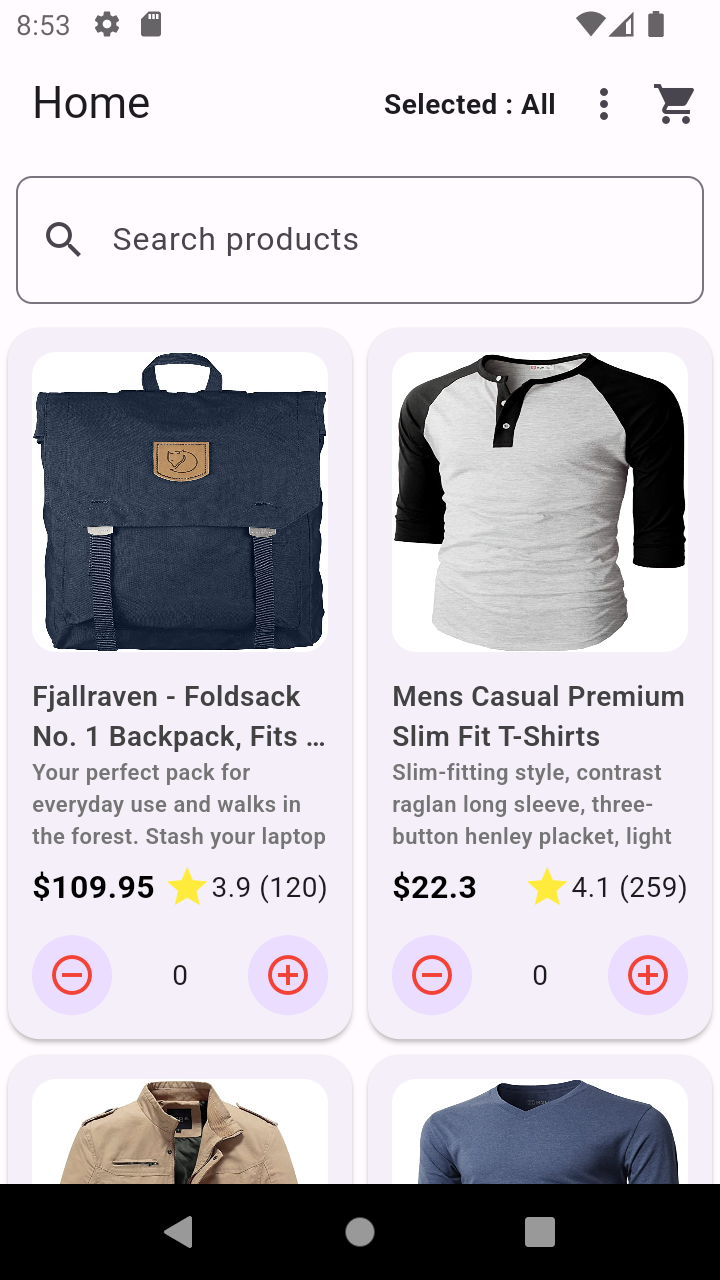 8:53
Home
Selected : All
Search products
Fjallraven - Foldsack
No. 1 Backpack, Fits …
Your perfect pack for
everyday use and walks in
the forest. Stash your laptop
$109.95
3.9 (120)
0
Mens Casual Premium
Slim Fit T-Shirts
Slim-fitting style, contrast
raglan long sleeve, three-
button henley placket, light
$22.3
4.1 (259)
0